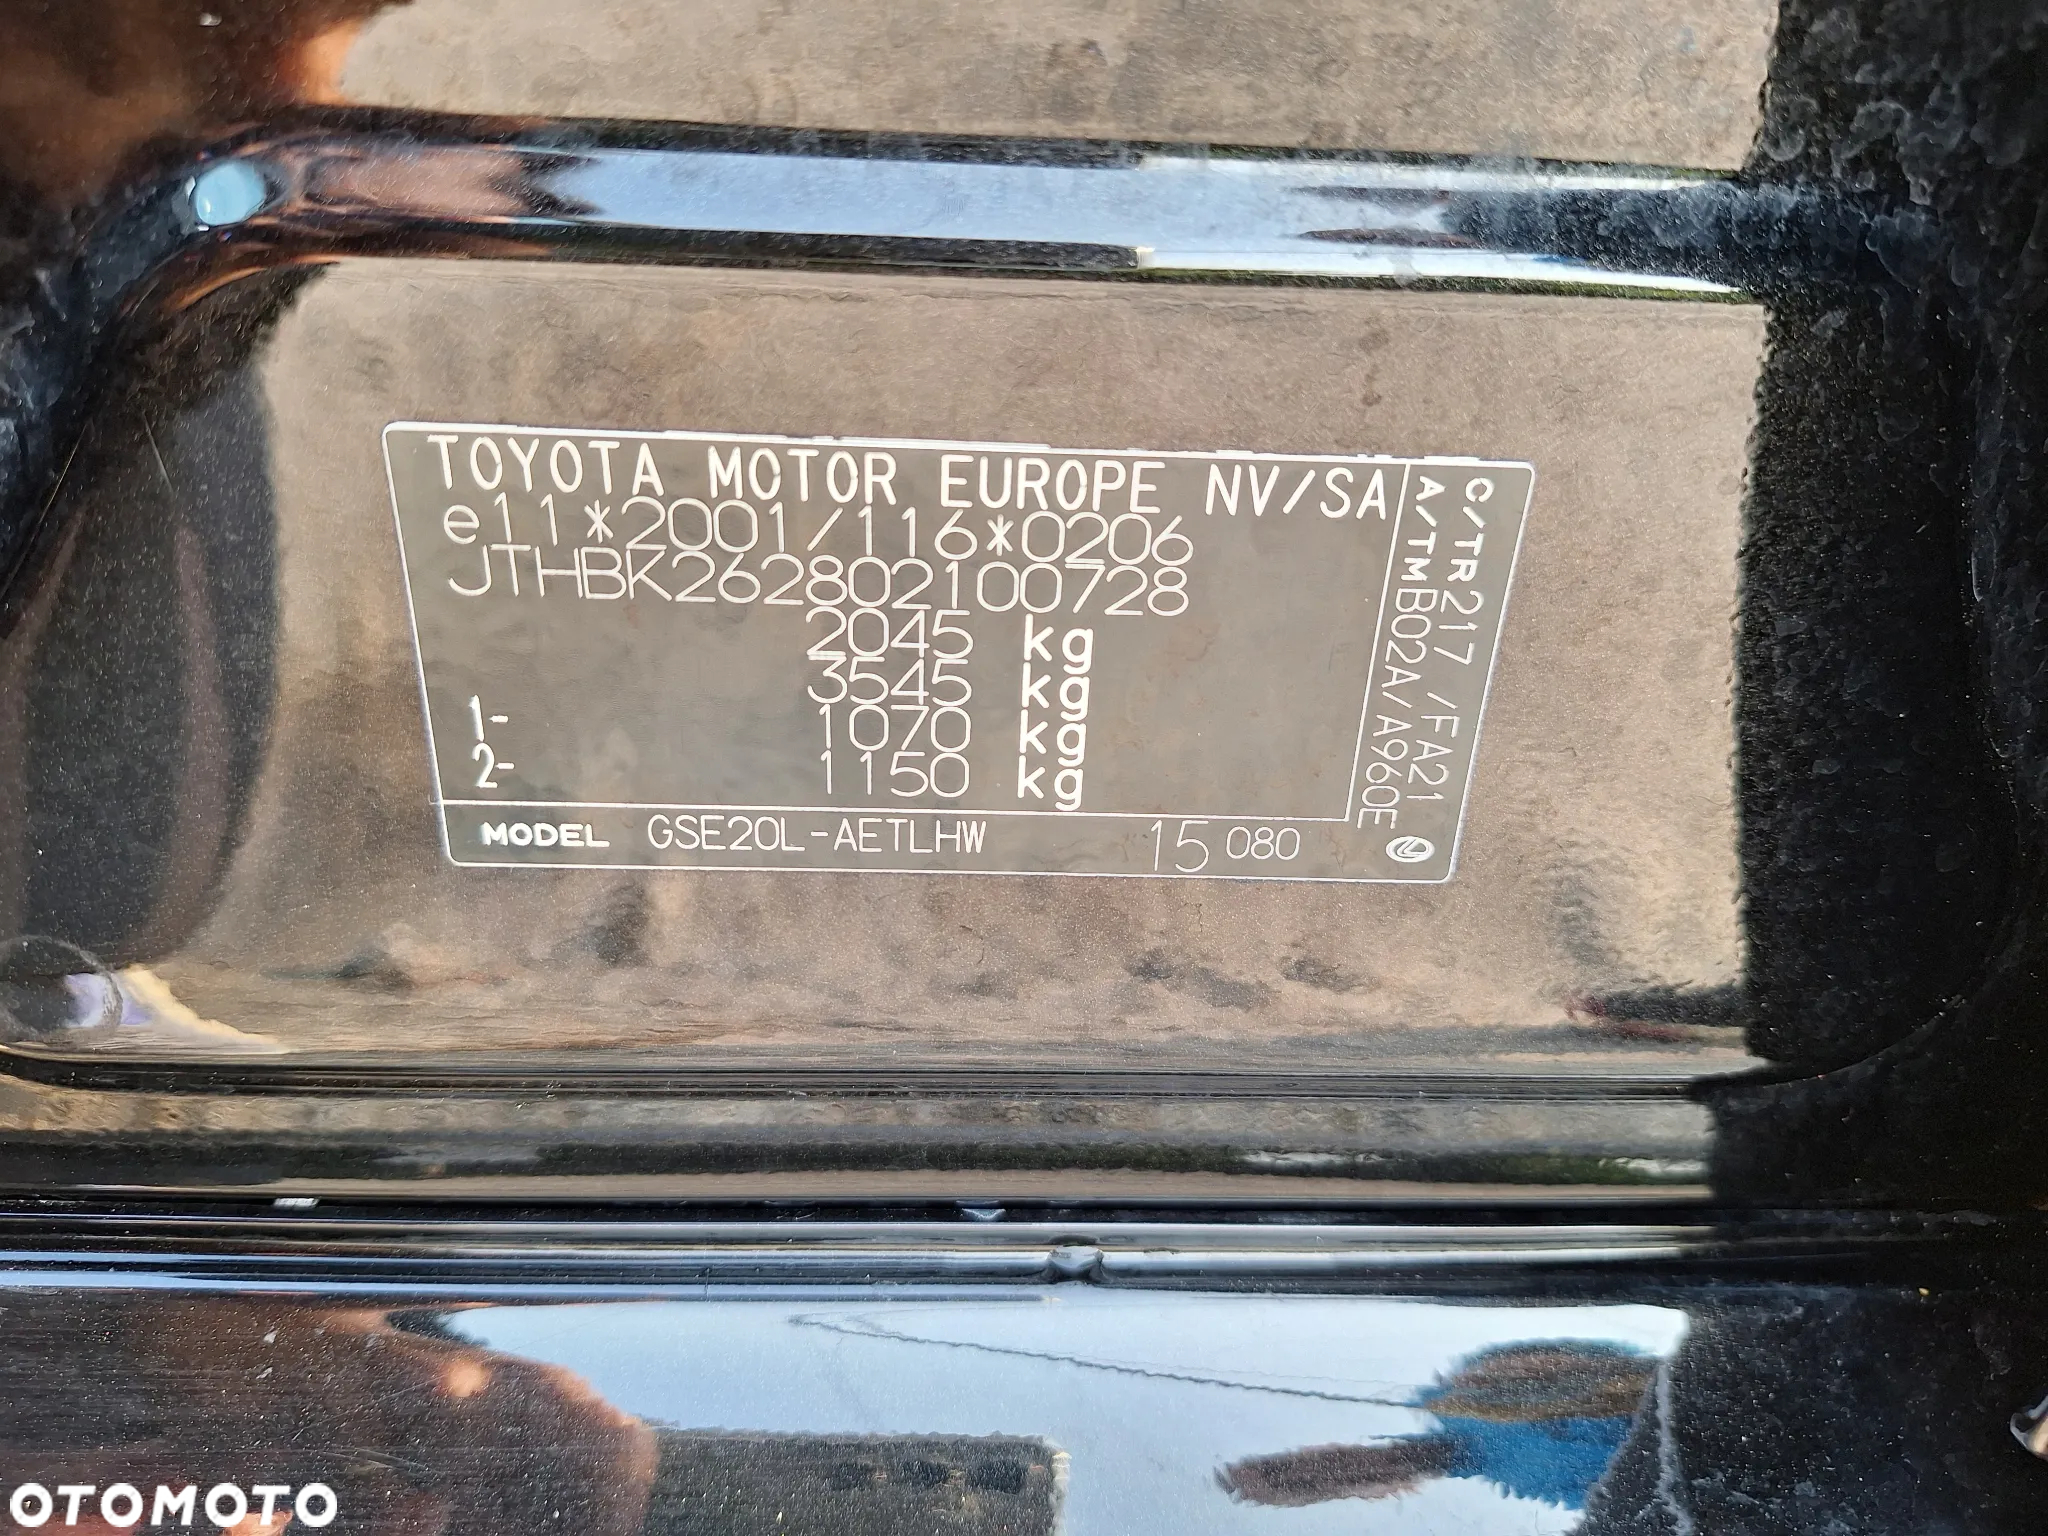 TOYOTA MOTOR EUROPE NV/SA
e11*2001/116*0206
JTHBK262802100728
2045 kg
3545 kg
1- 1070 kg
2- 1150 kg
MODEL GSE20L-AETLHW 15 080
C/TR217 /FA21
A/TMB02A/A960E
OTOMOTO